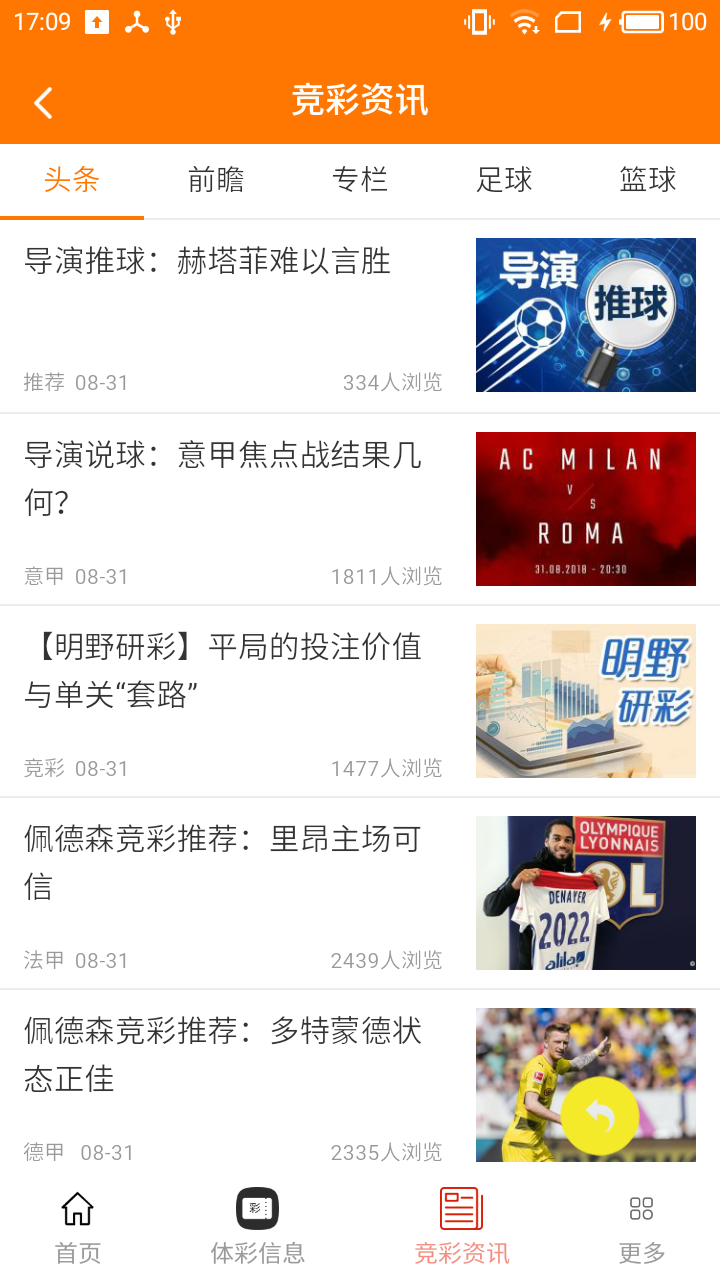 17:09
100
竞彩资讯
头条
前瞻
专栏
足球
篮球
导演推球：赫塔菲难以言胜
推荐 08-31
334人浏览
导演
推球
导演说球：意甲焦点战结果几
何？
意甲 08-31
1811人浏览
AC MILAN
V
S
ROMA
31.08.2018 - 20:30
【明野研彩】平局的投注价值
与单关“套路”
竞彩 08-31
1477人浏览
明野
研彩
佩德森竞彩推荐：里昂主场可
信
法甲 08-31
2439人浏览
OLYMPIQUE
LYONNAIS
OL
DENAYER
2022
alila
佩德森竞彩推荐：多特蒙德状
态正佳
德甲 08-31
2335人浏览
首页
彩
体彩信息
竞彩资讯
更多